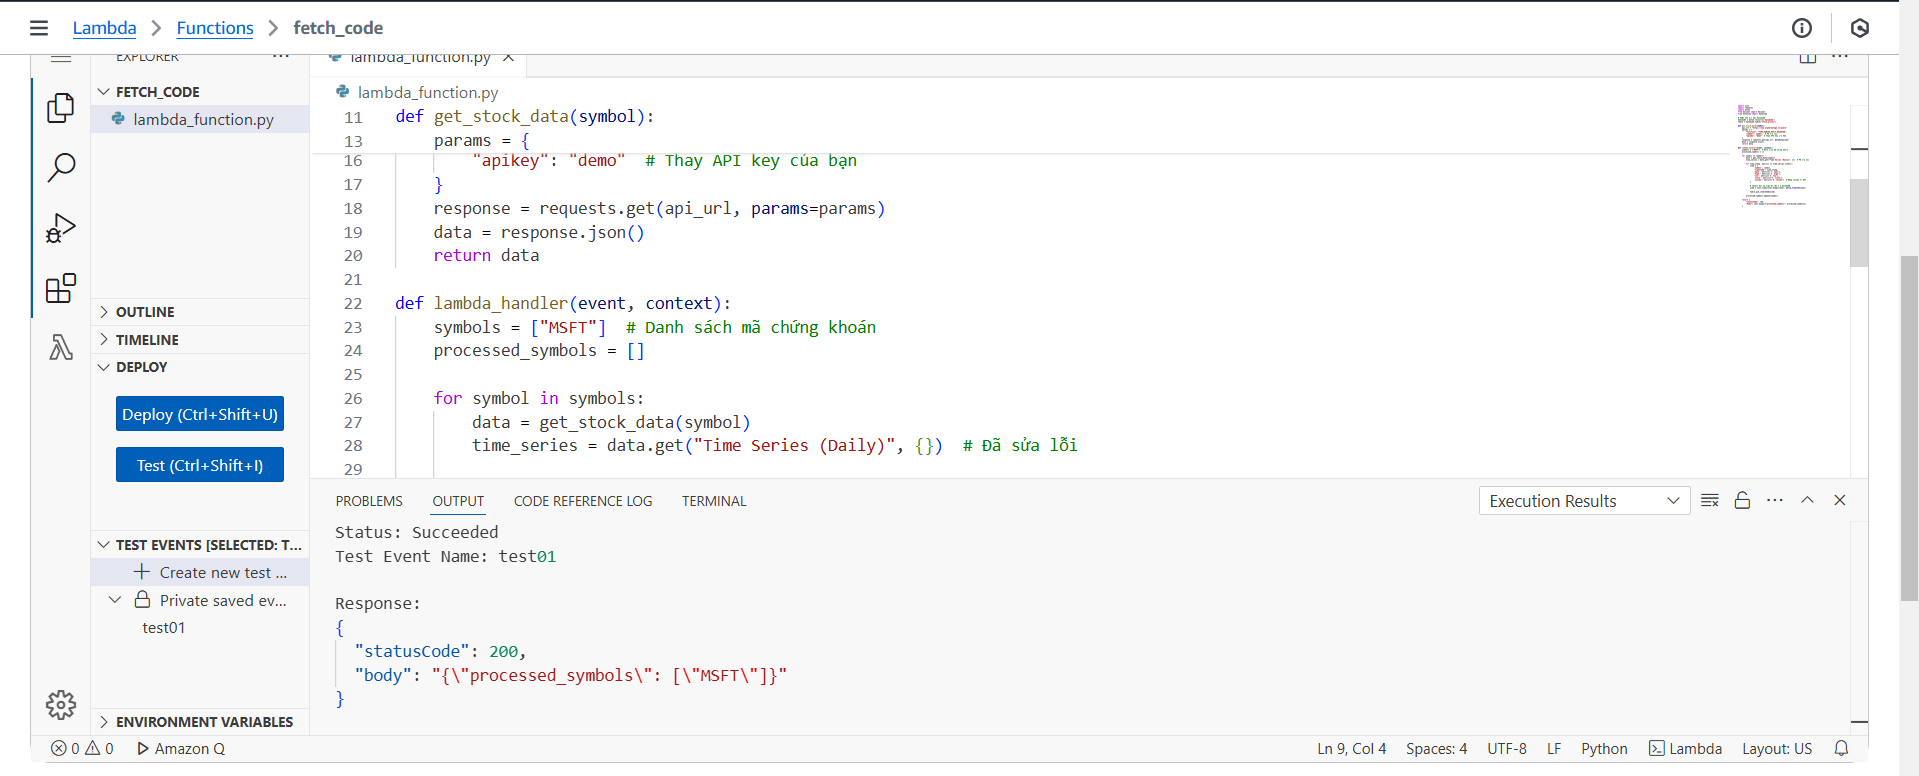 Lambda > Functions > fetch_code
EXPLORER ...
FETCH_CODE
lambda_function.py
OUTLINE
TIMELINE
DEPLOY
Deploy (Ctrl+Shift+U)
Test (Ctrl+Shift+I)
TEST EVENTS [SELECTED: T...
Create new test ...
Private saved ev...
test01
ENVIRONMENT VARIABLES
lambda_function.py
lambda_function.py
11 def get_stock_data(symbol):
13 params = {
16 "apikey": "demo" # Thay API key của bạn
17 }
18 response = requests.get(api_url, params=params)
19 data = response.json()
20 return data
21
22 def lambda_handler(event, context):
23 symbols = ["MSFT"] # Danh sách mã chứng khoán
24 processed_symbols = []
25
26 for symbol in symbols:
27 data = get_stock_data(symbol)
28 time_series = data.get("Time Series (Daily)", {}) # Đã sửa lỗi
29
PROBLEMS OUTPUT CODE REFERENCE LOG TERMINAL
Execution Results
Status: Succeeded
Test Event Name: test01
Response:
{
"statusCode": 200,
"body": "{\"processed_symbols\": [\"MSFT\"]}"
}
0 0 Amazon Q
Ln 9, Col 4 Spaces: 4 UTF-8 LF Python Lambda Layout: US